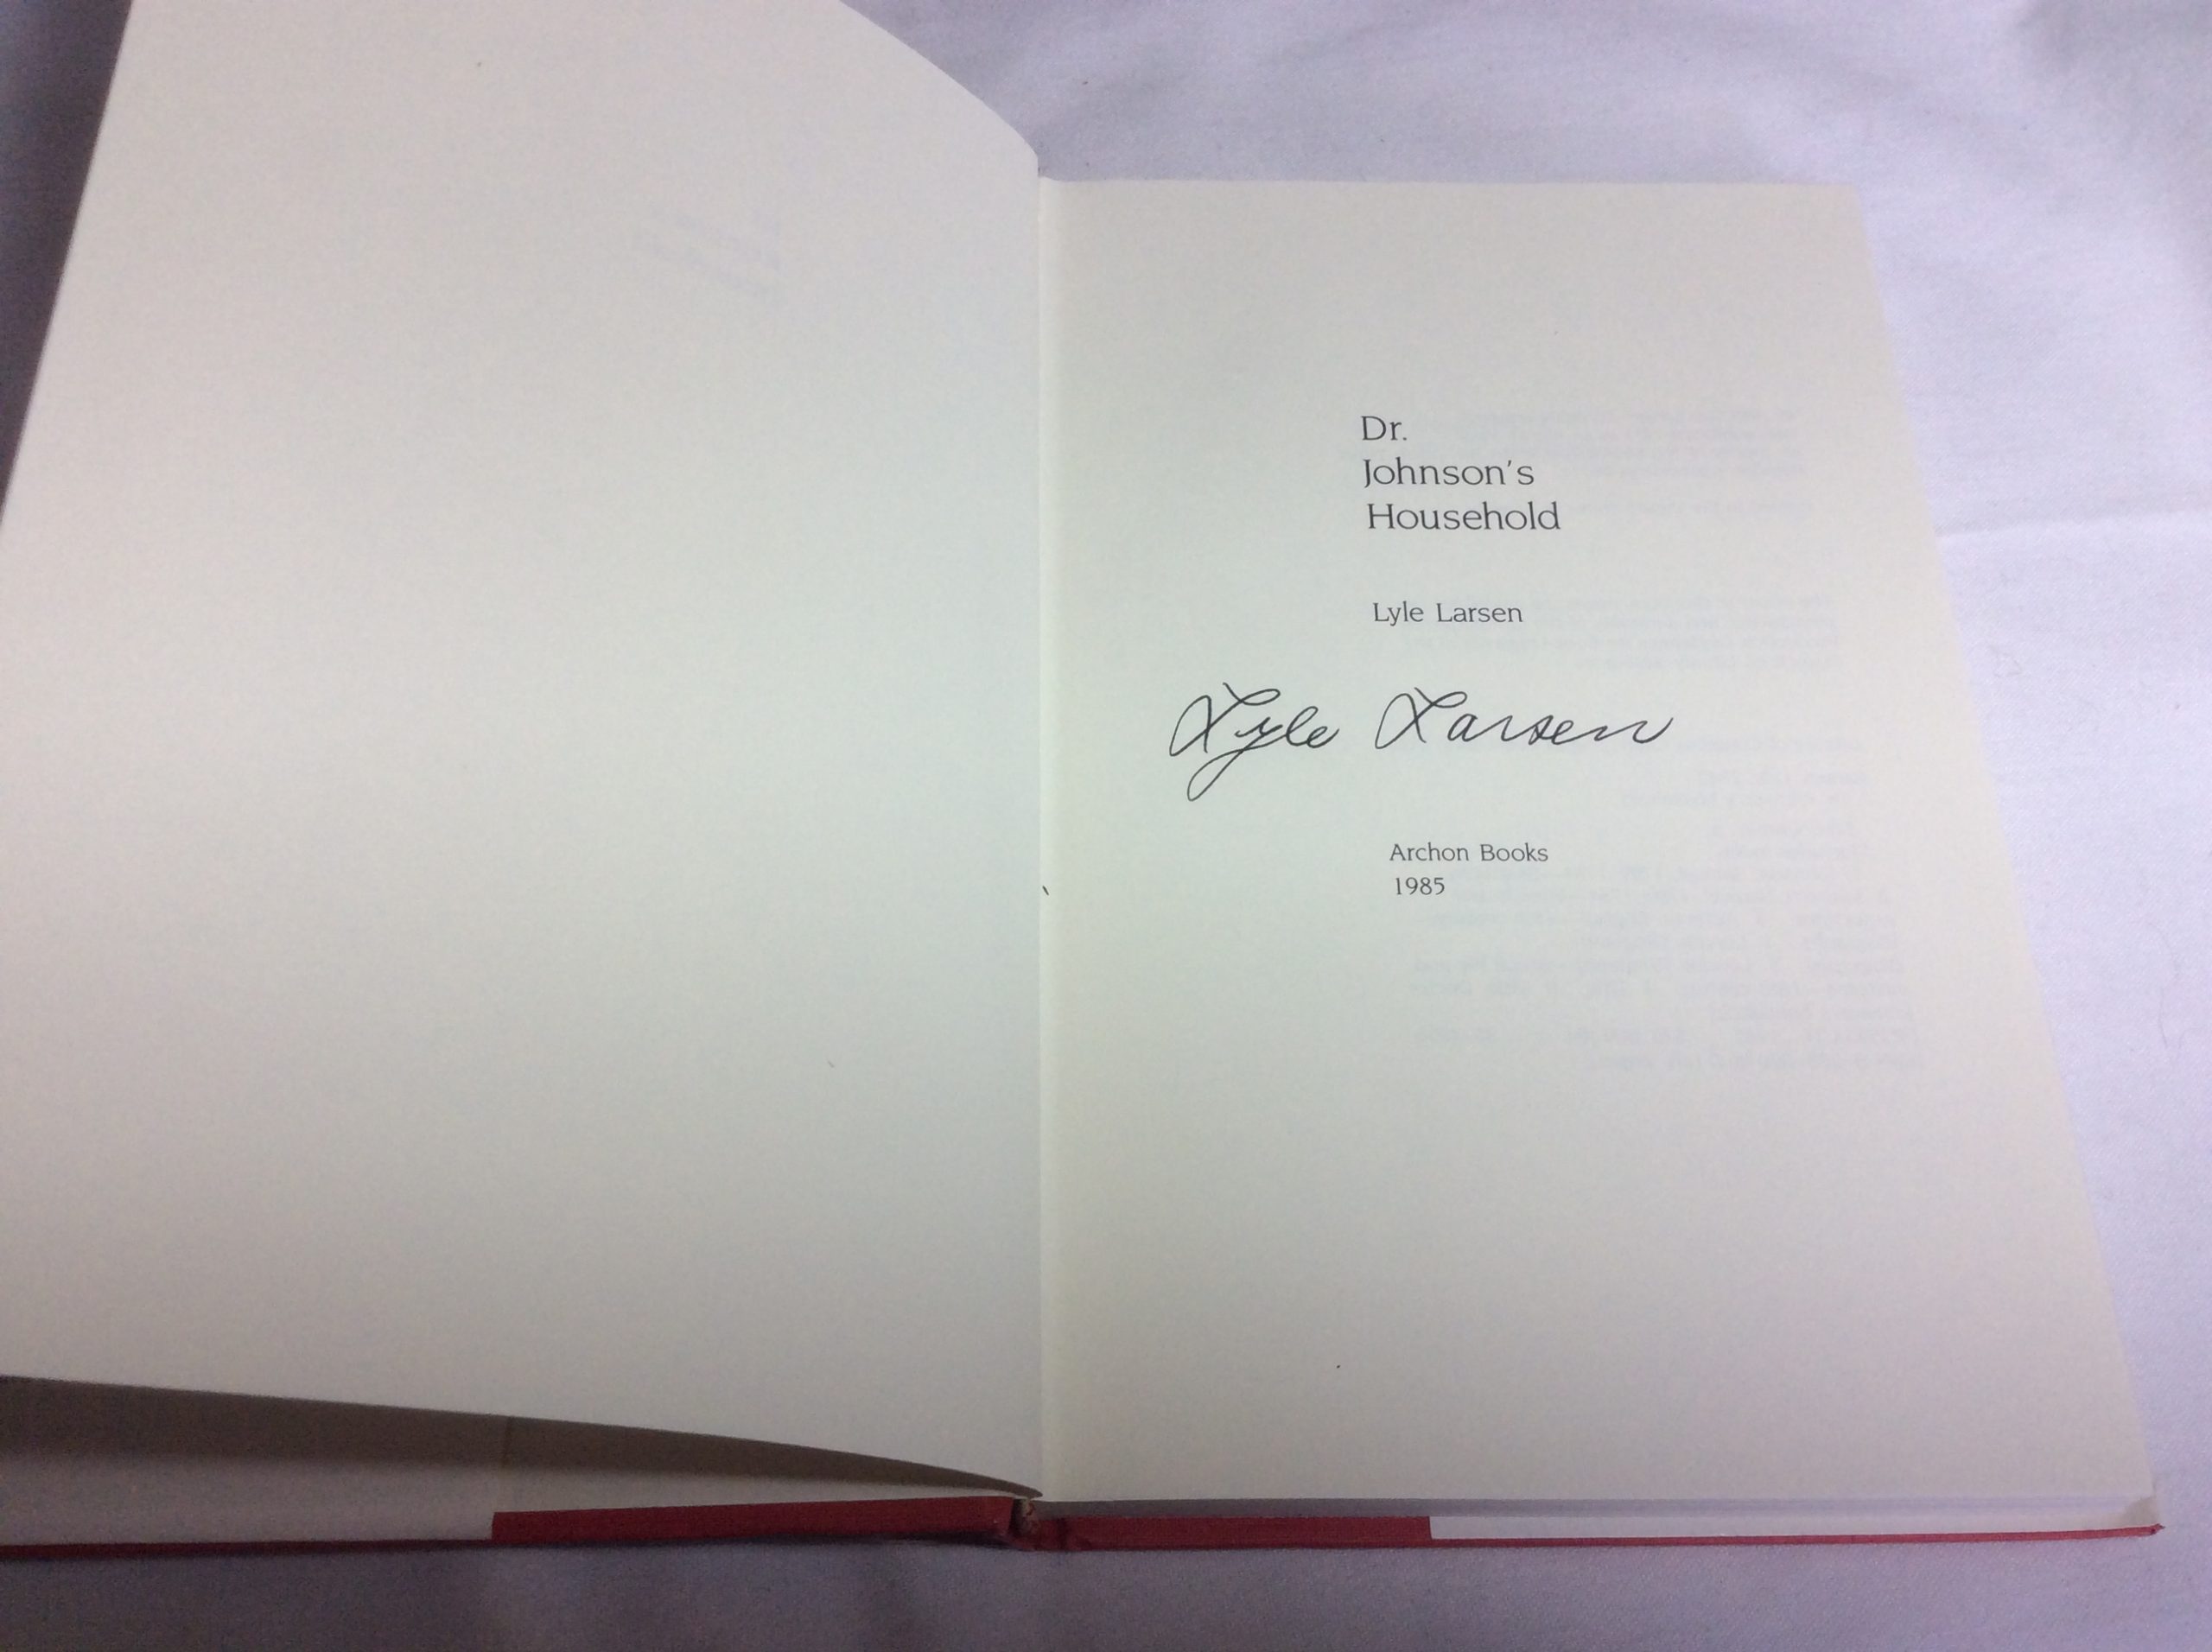 Dr.
Johnson's
Household
Lyle Larsen
Lyle Larsen
Archon Books
1985